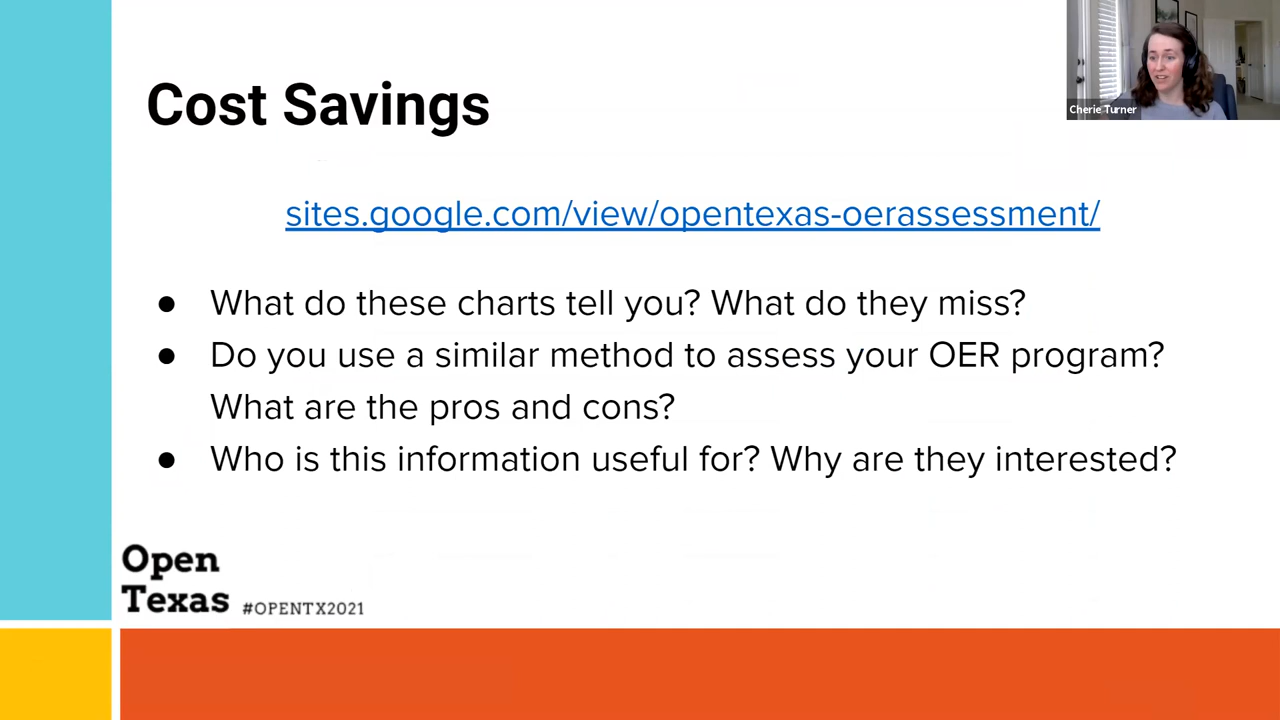 Cost Savings
Cherie Turner
sites.google.com/view/opentexas-oerassessment/
● What do these charts tell you? What do they miss?
● Do you use a similar method to assess your OER program?
What are the pros and cons?
● Who is this information useful for? Why are they interested?
Open
Texas #OPENTX2021